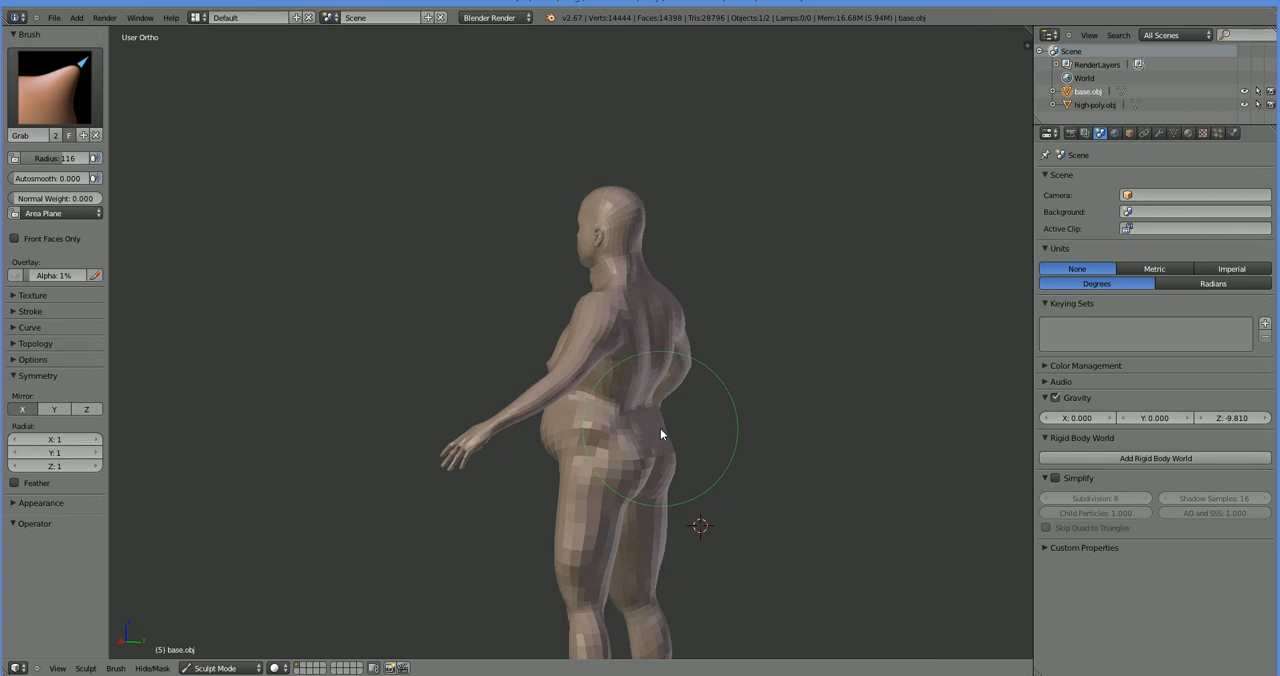 File Add Render Window Help Default Scene Blender Render v2.67 | Verts:14444 | Faces:14398 | Tris:28796 | Objects:1/2 | Lamps:0/0 | Mem:16.68M (5.94M) | base.obj
Brush
User Ortho
View Search All Scenes
Scene
RenderLayers
World
base.obj
high-poly.obj
Grab 2 F
Radius: 116
Autosmooth: 0.000
Normal Weight: 0.000
Area Plane
Front Faces Only
Overlay:
Alpha: 1%
Texture
Stroke
Curve
Topology
Options
Symmetry
Mirror:
X Y Z
Radial:
X: 1
Y: 1
Z: 1
Feather
Appearance
Operator
Scene
Scene
Camera:
Background:
Active Clip:
Units
None Metric Imperial
Degrees Radians
Keying Sets
Color Management
Audio
Gravity
X: 0.000 Y: 0.000 Z: -9.810
Rigid Body World
Add Rigid Body World
Simplify
Subdivision: 6 Shadow Samples: 16
Child Particles: 1.000 AO and SSS: 1.000
Skip Quad to Triangles
Custom Properties
z
y
(5) base.obj
View Sculpt Brush Hide/Mask Sculpt Mode